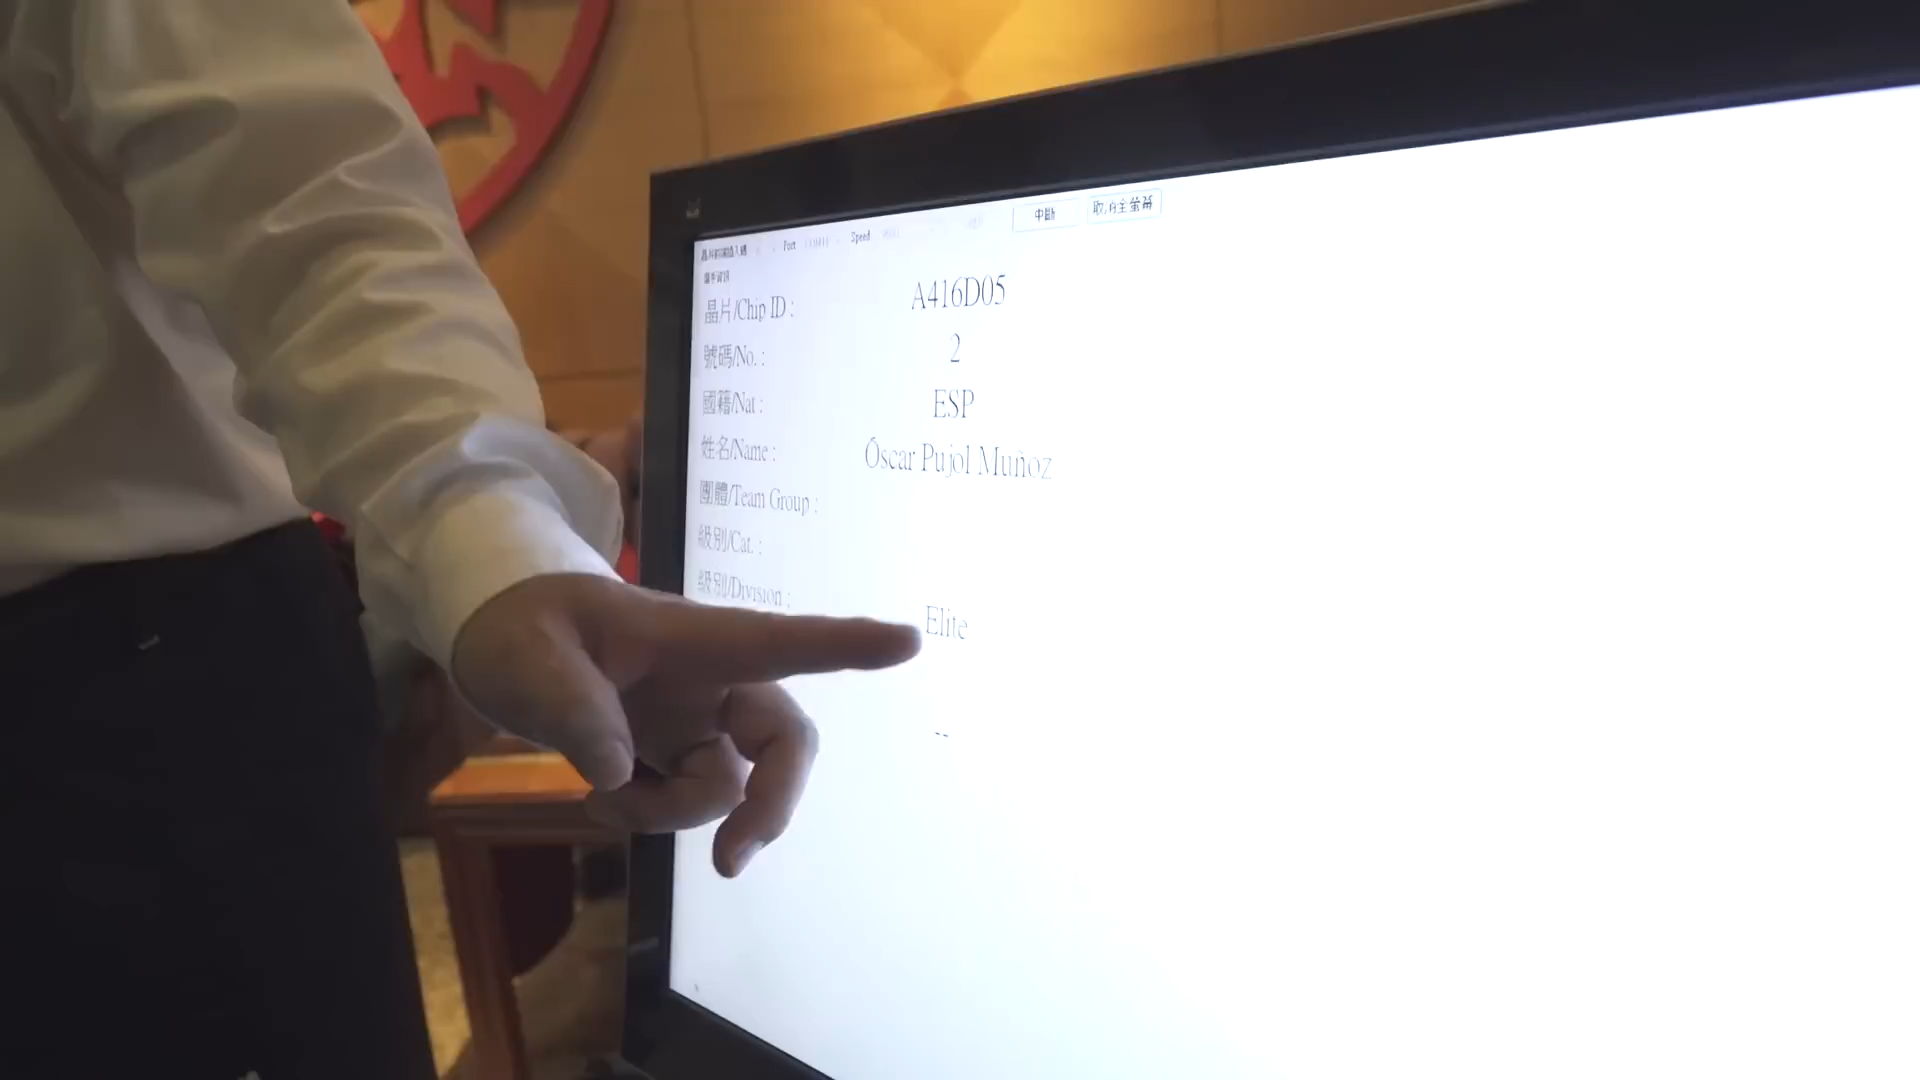 Port
Speed
中斷
取消全螢幕
晶片/Chip ID : A416D05
號碼/No. : 2
國籍/Nat : ESP
姓名/Name : Óscar Pujol Muñoz
團體/Team Group :
級別/Cat. :
級別/Division : Elite
--